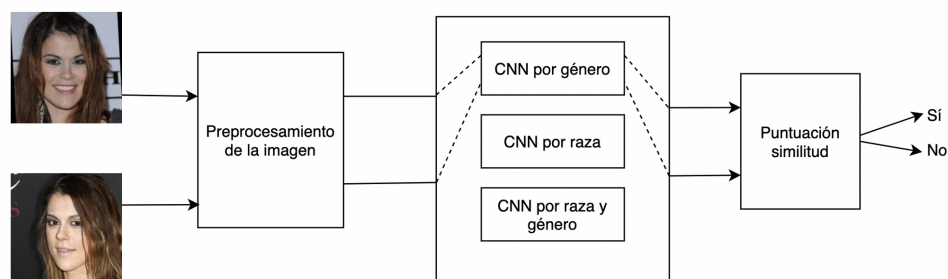 Preprocesamiento
de la imagen
CNN por género
CNN por raza
CNN por raza y
género
Puntuación
similitud
Sí
No